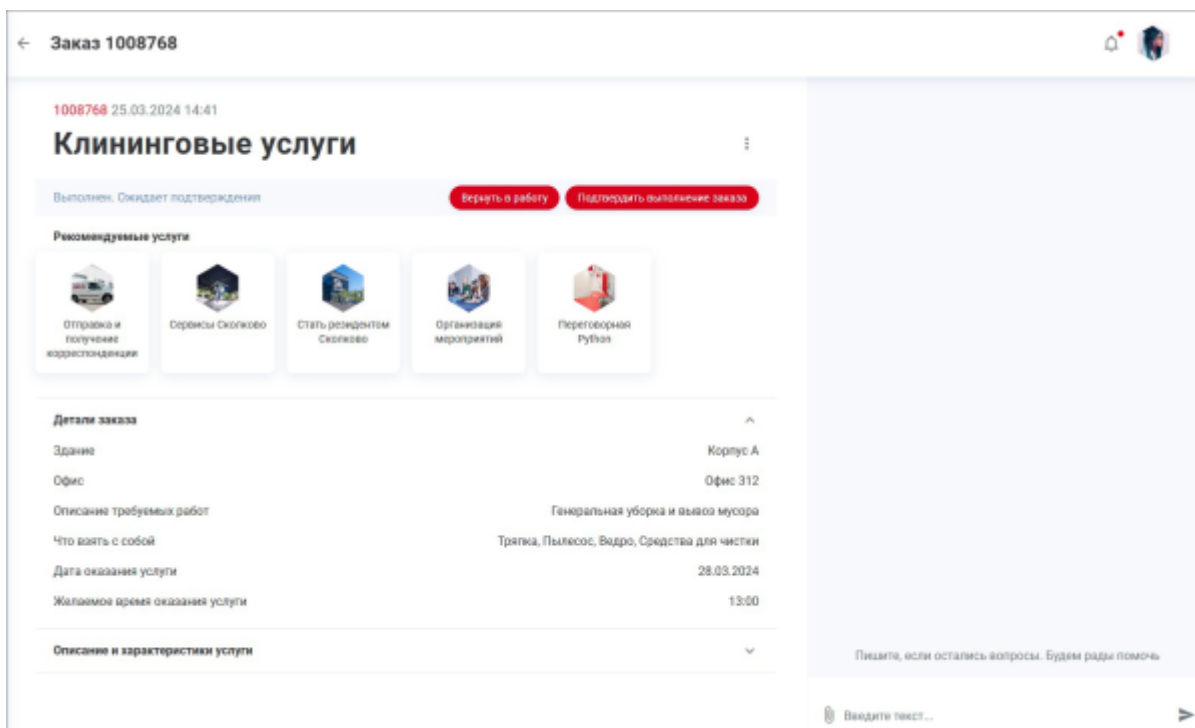 Заказ 1008768
1008768 25.03.2024 14:41
Клининговые услуги
Выполнен. Ожидает подтверждения
Вернуть в работу
Подтвердить выполнение заказа
Рекомендуемые услуги
Отправка и
получение
корреспонденции
Сервисы Сколково
Стать резидентом
Сколково
Организация
мероприятий
Переговорная
Python
Детали заказа
Здание Корпус А
Офис Офис 312
Описание требуемых работ Генеральная уборка и вывоз мусора
Что взять с собой Тряпка, Пылесос, Ведро, Средства для чистки
Дата оказания услуги 28.03.2024
Желаемое время оказания услуги 13:00
Описание и характеристики услуги
Пишите, если остались вопросы. Будем рады помочь
Введите текст...